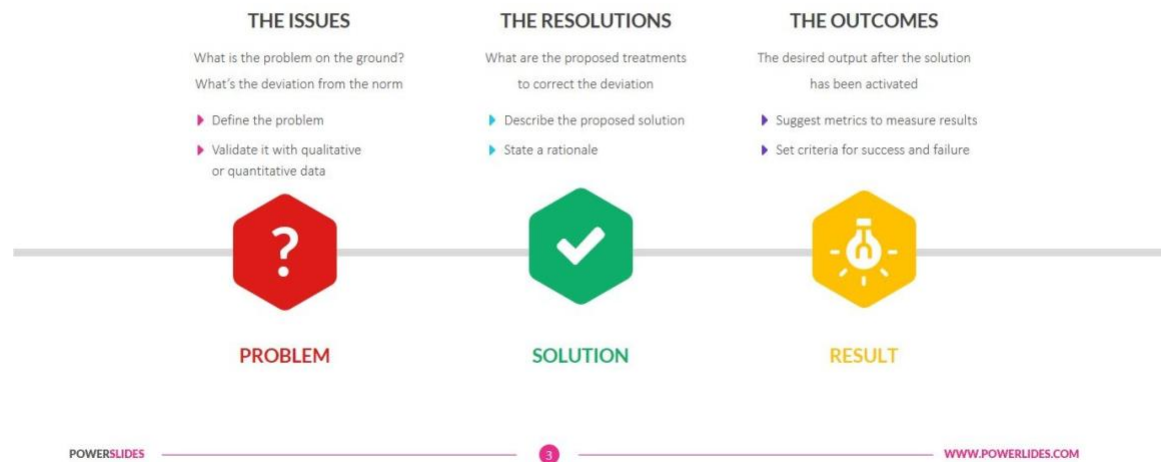 THE ISSUES
What is the problem on the ground?
What's the deviation from the norm
Define the problem
Validate it with qualitative
or quantitative data
THE RESOLUTIONS
What are the proposed treatments
to correct the deviation
Describe the proposed solution
State a rationale
THE OUTCOMES
The desired output after the solution
has been activated
Suggest metrics to measure results
Set criteria for success and failure
?
PROBLEM
SOLUTION
RESULT
POWERSLIDES
3
WWW.POWERLIDES.COM